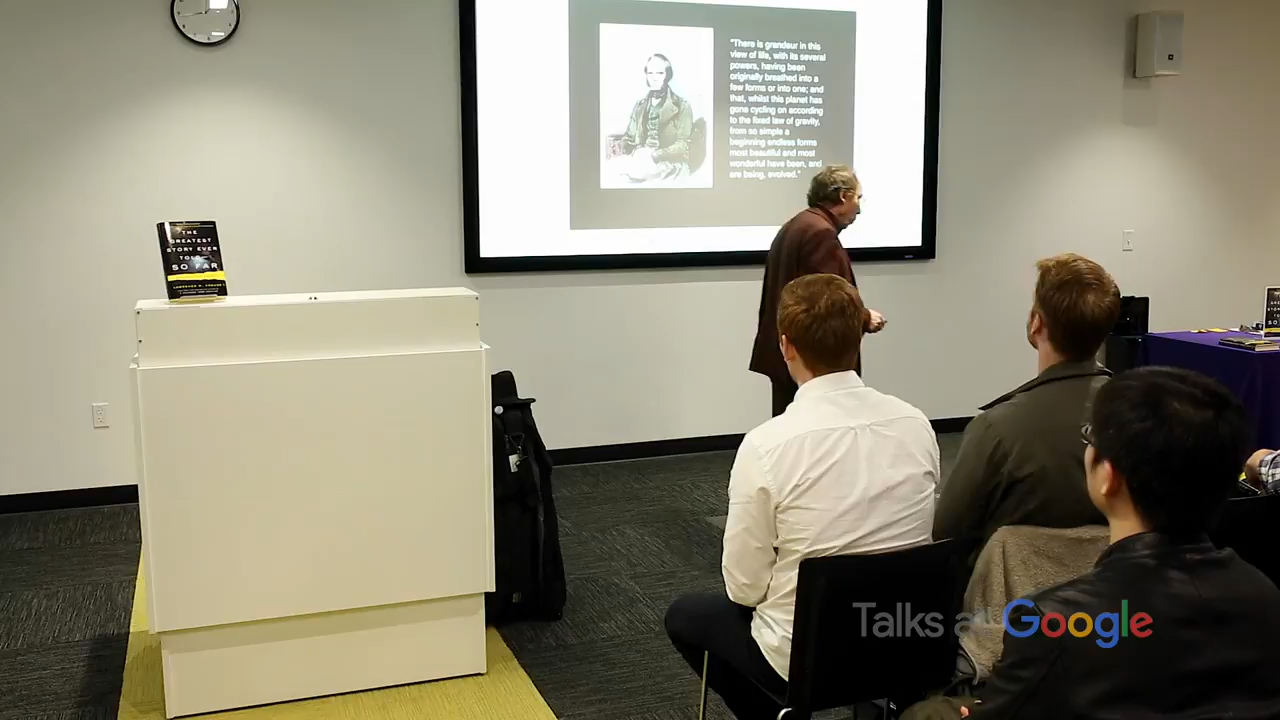 "There is grandeur in this
view of life, with its several
powers, having been
originally breathed into a
few forms or into one; and
that, whilst this planet has
gone cycling on according
to the fixed law of gravity,
from so simple a
beginning endless forms
most beautiful and most
wonderful have been, and
are being, evolved."
THE
GREATEST
STORY EVER
TOLD
SO FAR
LAWRENCE M. KRAUSS
Talks at Google